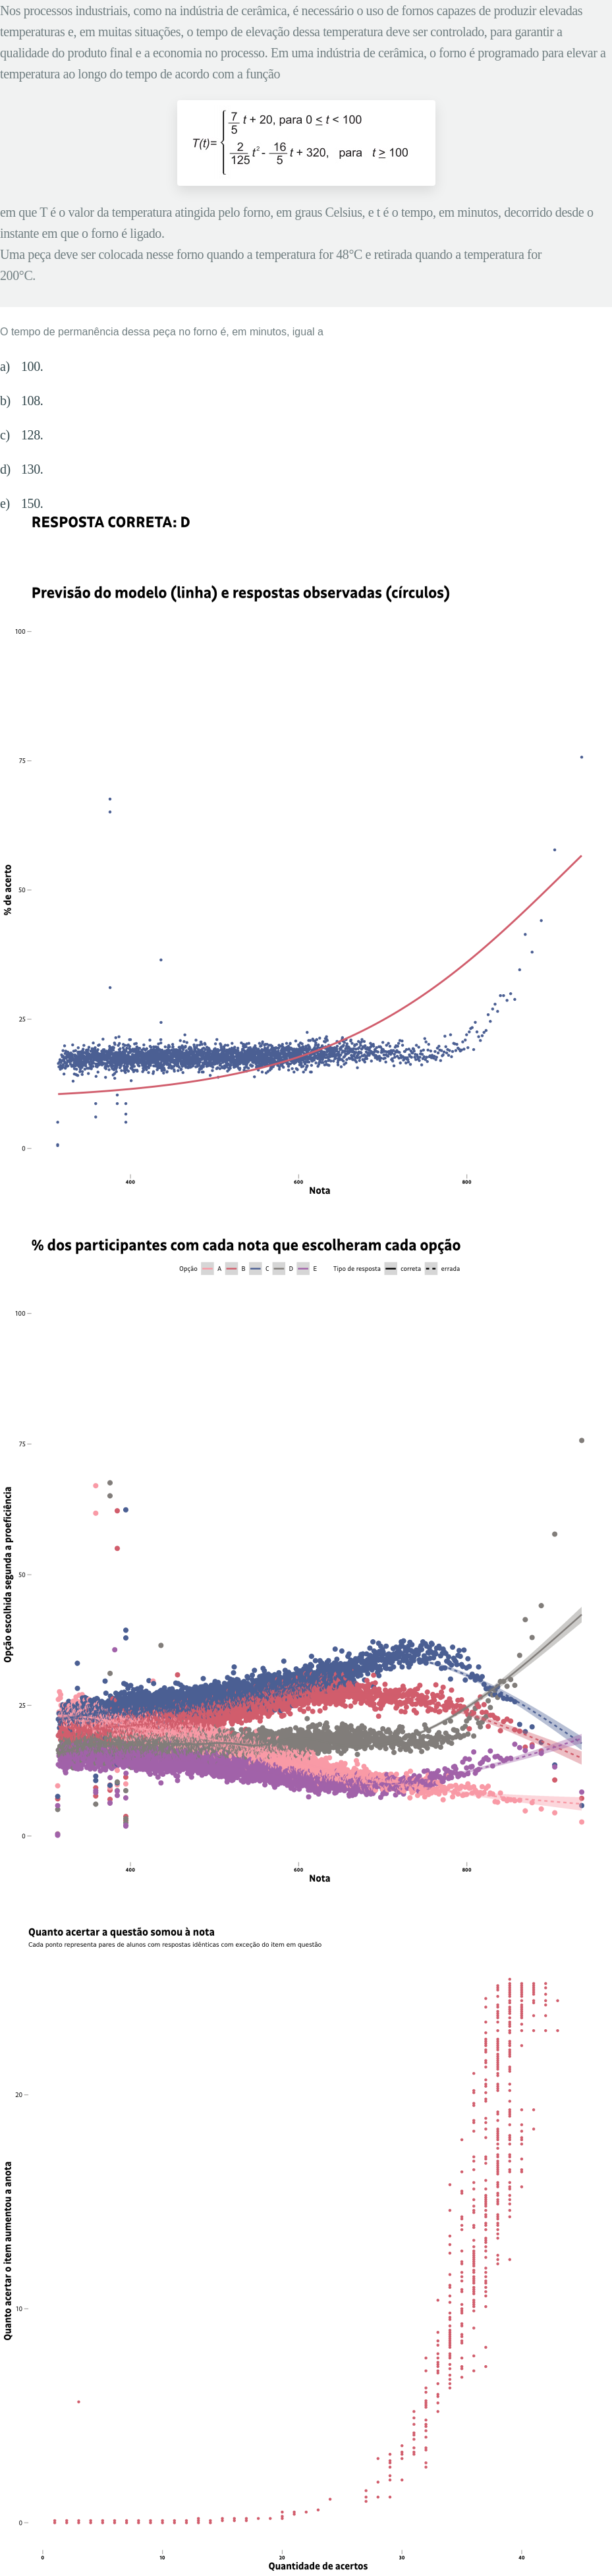 Nos processos industriais, como na indústria de cerâmica, é necessário o uso de fornos capazes de produzir elevadas
temperaturas e, em muitas situações, o tempo de elevação dessa temperatura deve ser controlado, para garantir a
qualidade do produto final e a economia no processo. Em uma indústria de cerâmica, o forno é programado para elevar a
temperatura ao longo do tempo de acordo com a função
T(t)= { 7/5 t + 20, para 0 ≤ t < 100
2/125 t² - 16/5 t + 320, para t ≥ 100
em que T é o valor da temperatura atingida pelo forno, em graus Celsius, e t é o tempo, em minutos, decorrido desde o
instante em que o forno é ligado.
Uma peça deve ser colocada nesse forno quando a temperatura for 48°C e retirada quando a temperatura for
200°C.
O tempo de permanência dessa peça no forno é, em minutos, igual a
a) 100.
b) 108.
c) 128.
d) 130.
e) 150.
RESPOSTA CORRETA: D
Previsão do modelo (linha) e respostas observadas (círculos)
100
75
50
25
0
% de acerto
400 600 800
Nota
% dos participantes com cada nota que escolheram cada opção
Opção A B C D E Tipo de resposta correta errada
100
75
50
25
0
Opção escolhida segunda a proeficiência
400 600 800
Nota
Quanto acertar a questão somou à nota
Cada ponto representa pares de alunos com respostas idênticas com exceção do item em questão
20
10
0
Quanto acertar o item aumentou a anota
0 10 20 30 40
Quantidade de acertos